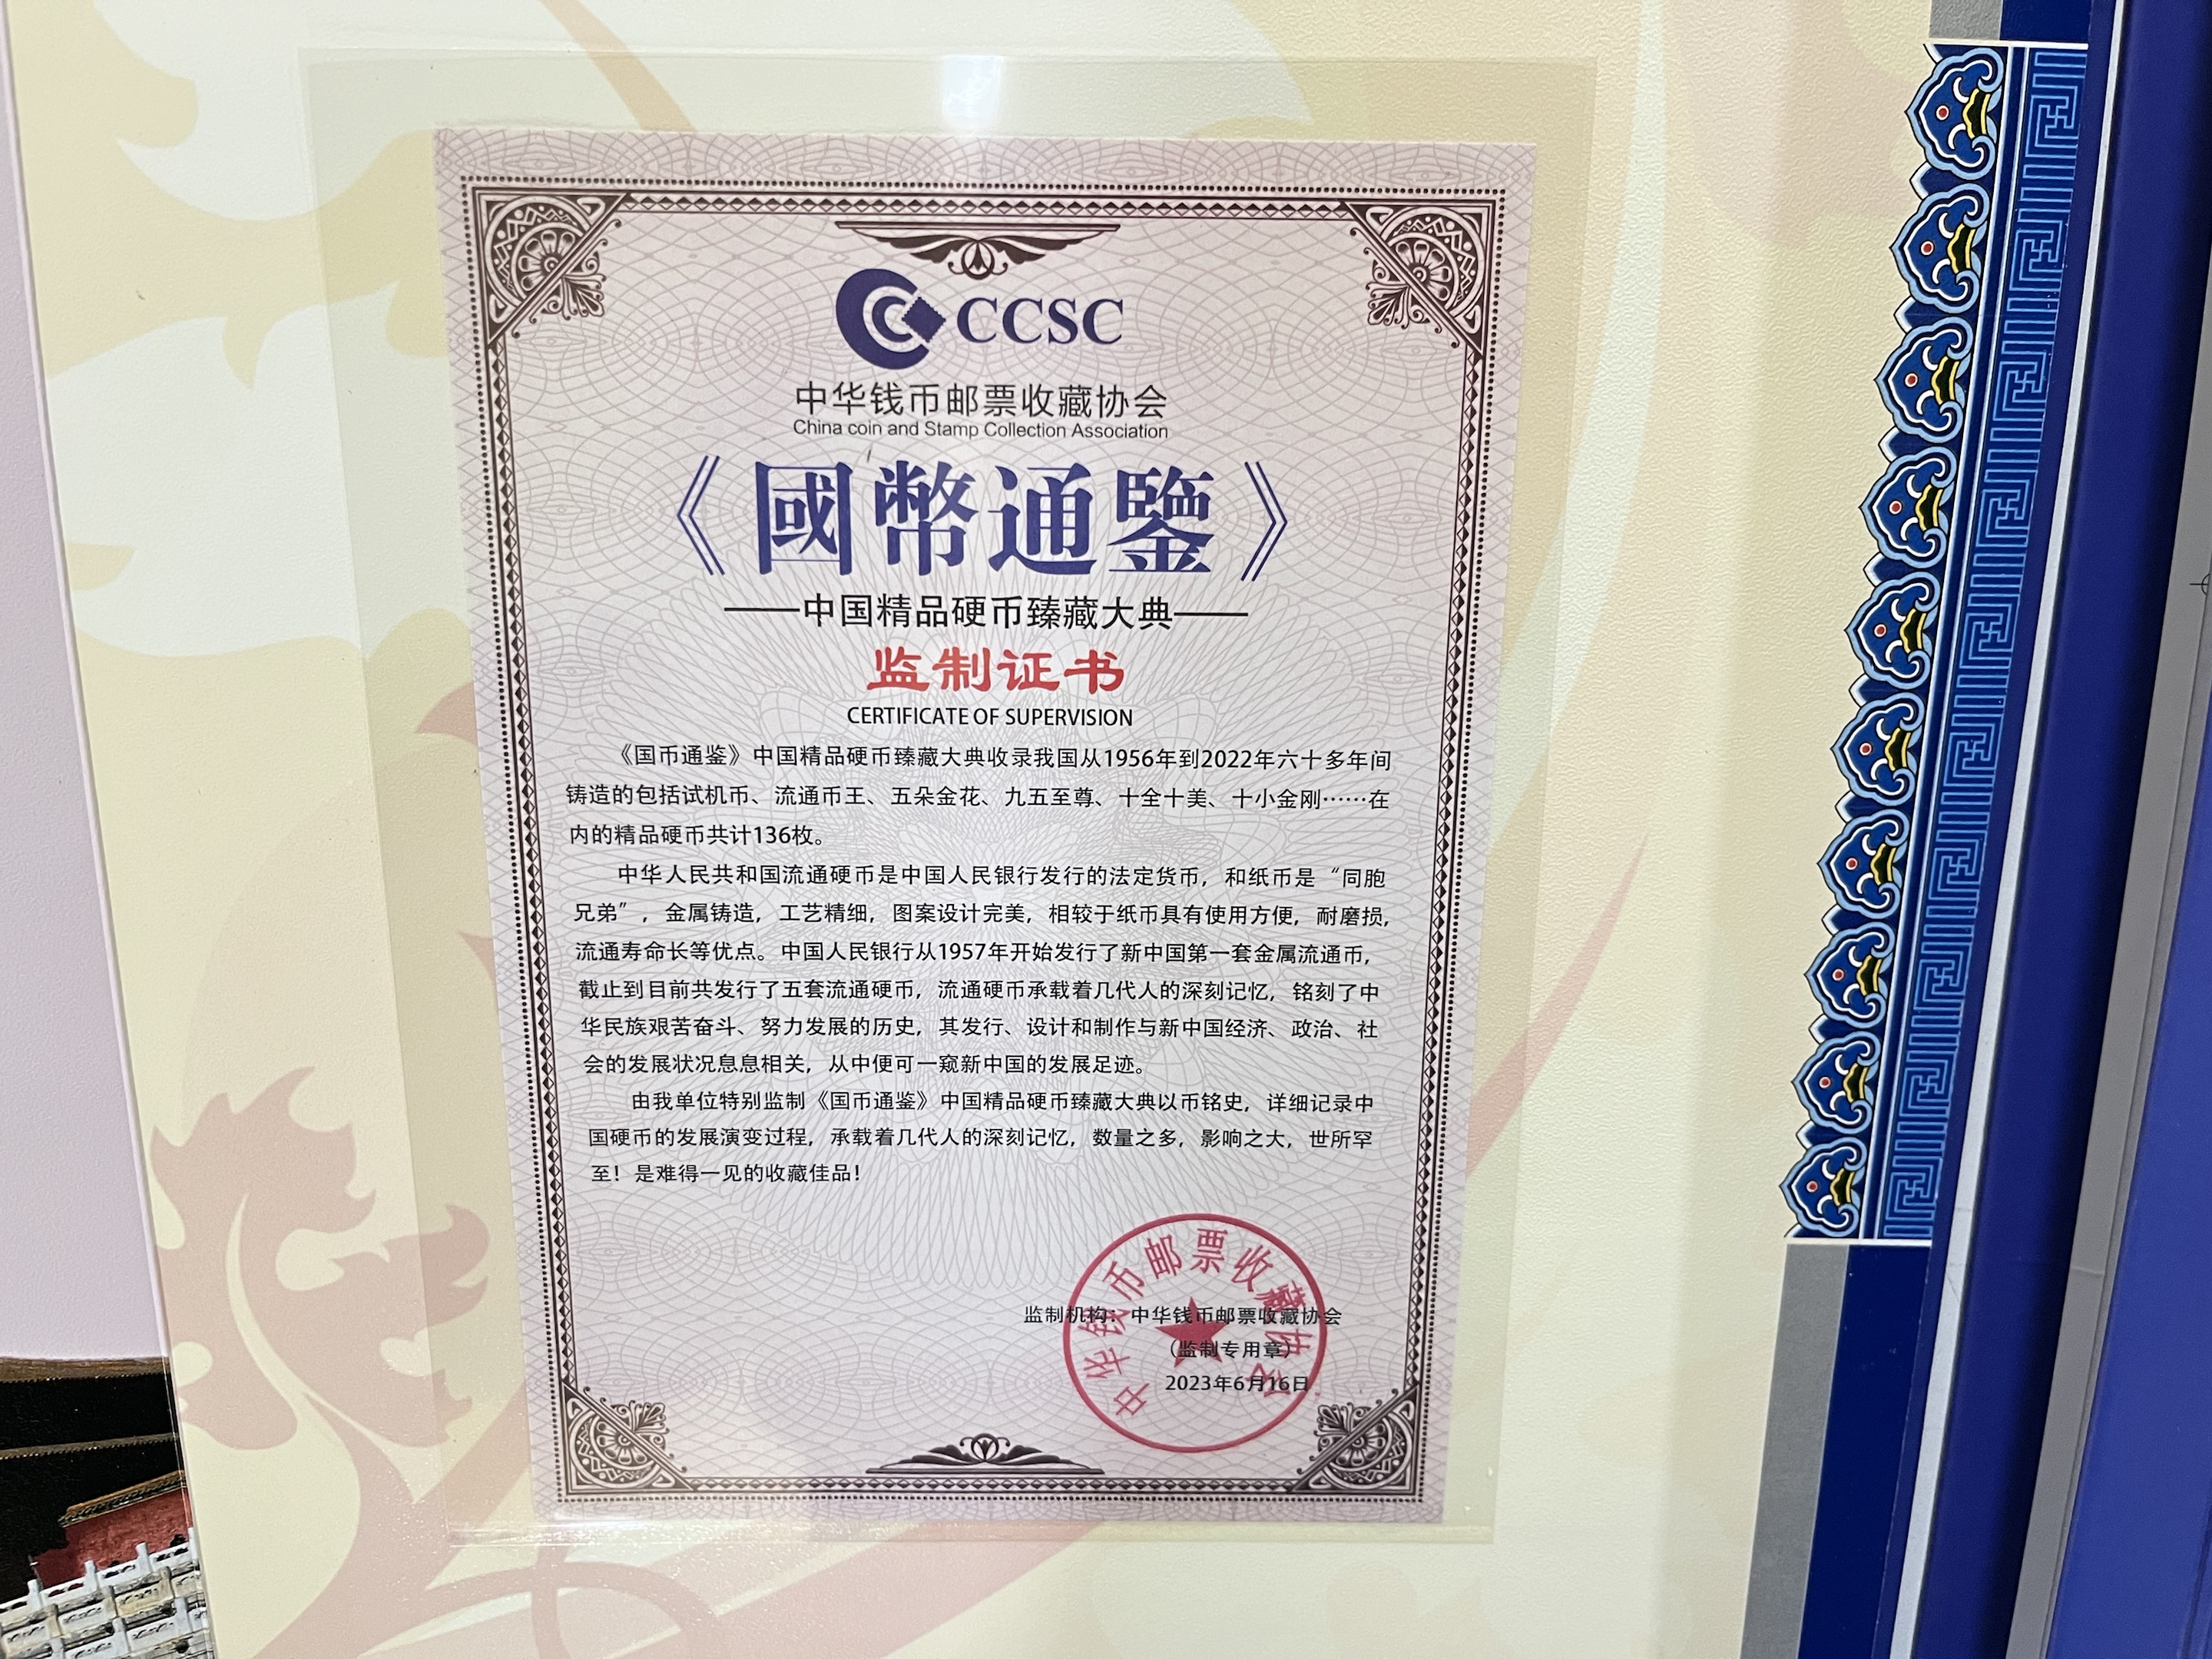 CCSC
中华钱币邮票收藏协会
China coin and Stamp Collection Association
《國幣通鑒》
——中国精品硬币臻藏大典——
监制证书
CERTIFICATE OF SUPERVISION
《国币通鉴》中国精品硬币臻藏大典收录我国从1956年到2022年六十多年间
铸造的包括试机币、流通币王、五朵金花、九五至尊、十全十美、十小金刚……在
内的精品硬币共计136枚。
中华人民共和国流通硬币是中国人民银行发行的法定货币，和纸币是“同胞
兄弟”，金属铸造，工艺精细，图案设计完美，相较于纸币具有使用方便，耐磨损，
流通寿命长等优点。中国人民银行从1957年开始发行了新中国第一套金属流通币，
截止到目前共发行了五套流通硬币，流通硬币承载着几代人的深刻记忆，铭刻了中
华民族艰苦奋斗、努力发展的历史，其发行、设计和制作与新中国经济、政治、社
会的发展状况息息相关，从中便可一窥新中国的发展足迹。
由我单位特别监制《国币通鉴》中国精品硬币臻藏大典以币铭史，详细记录中
国硬币的发展演变过程，承载着几代人的深刻记忆，数量之多，影响之大，世所罕
至！是难得一见的收藏佳品！
中华钱币邮票收藏协会
监制机构：中华钱币邮票收藏协会
（监制专用章）
2023年6月16日